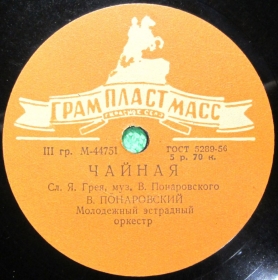 ГРАМПЛАСТМАСС
III гр. М-44751
ГОСТ 5289-56
5 р. 70 к.
ЧАЙНАЯ
Сл. Я. Грея, муз. В. Понаровского
В. ПОНАРОВСКИЙ
Молодежный эстрадный
оркестр